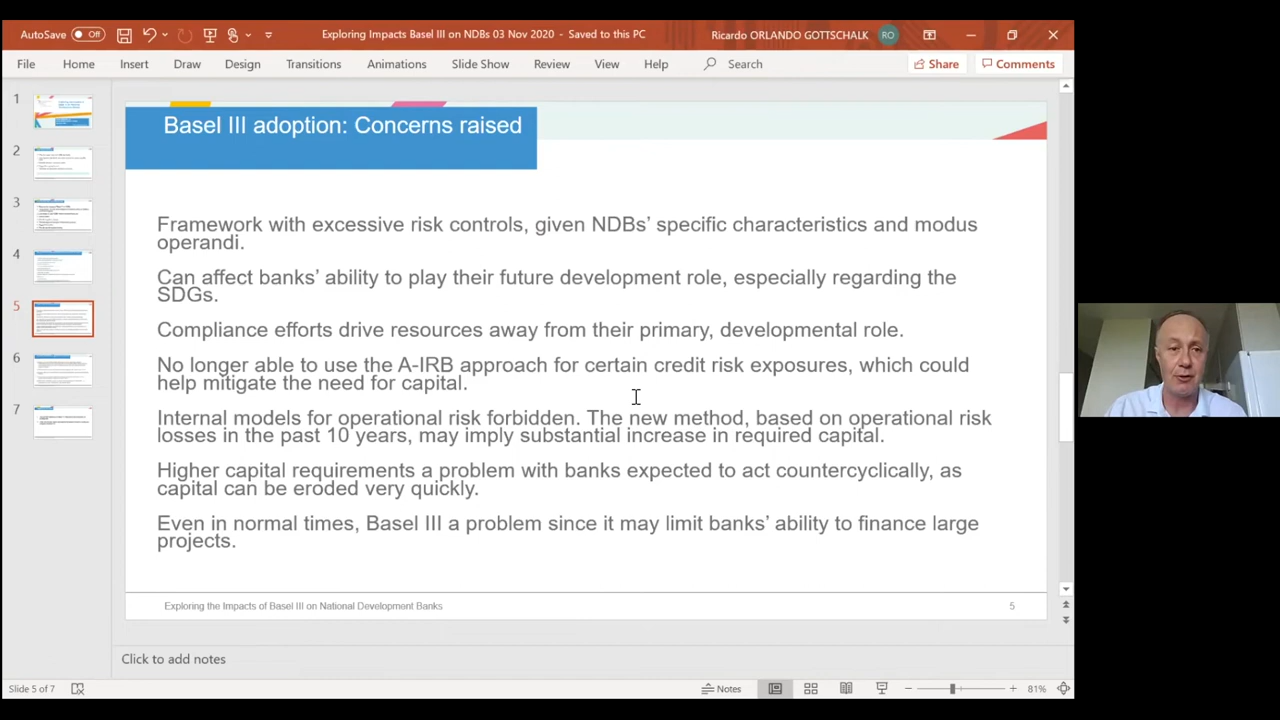 AutoSave Off Exploring Impacts Basel III on NDBs 03 Nov 2020 - Saved to this PC Ricardo ORLANDO GOTTSCHALK RO
File Home Insert Draw Design Transitions Animations Slide Show Review View Help Search Share Comments
1
2
3
4
5
6
7
Basel III adoption: Concerns raised
Framework with excessive risk controls, given NDBs' specific characteristics and modus
operandi.
Can affect banks' ability to play their future development role, especially regarding the
SDGs.
Compliance efforts drive resources away from their primary, developmental role.
No longer able to use the A-IRB approach for certain credit risk exposures, which could
help mitigate the need for capital.
Internal models for operational risk forbidden. The new method, based on operational risk
losses in the past 10 years, may imply substantial increase in required capital.
Higher capital requirements a problem with banks expected to act countercyclically, as
capital can be eroded very quickly.
Even in normal times, Basel III a problem since it may limit banks' ability to finance large
projects.
Exploring the Impacts of Basel III on National Development Banks 5
Click to add notes
Slide 5 of 7 Notes 81%